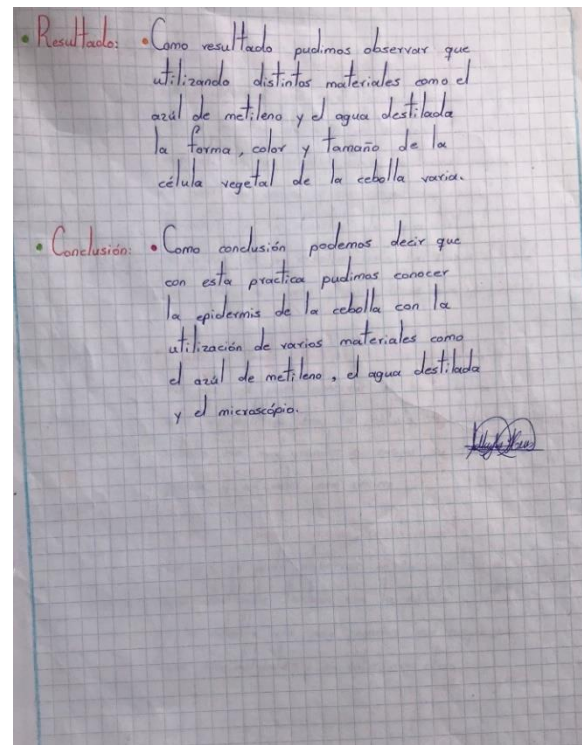 • Resultado: • Como resultado pudimos observar que
utilizando distintos materiales como el
azúl de metileno y el agua destilada
la forma, color y tamaño de la
célula vegetal de la cebolla varia.
• Conclusión: • Como conclusión podemos decir que
con esta practica pudimos conocer
la epidermis de la cebolla con la
utilización de varios materiales como
el azúl de metileno, el agua destilada
y el microscópio.